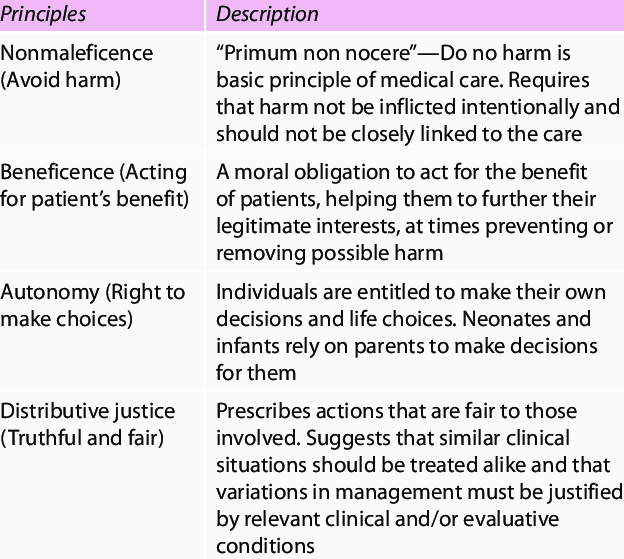 Principles Description
Nonmaleficence
(Avoid harm)
“Primum non nocere”—Do no harm is
basic principle of medical care. Requires
that harm not be inflicted intentionally and
should not be closely linked to the care
Beneficence (Acting
for patient’s benefit)
A moral obligation to act for the benefit
of patients, helping them to further their
legitimate interests, at times preventing or
removing possible harm
Autonomy (Right to
make choices)
Individuals are entitled to make their own
decisions and life choices. Neonates and
infants rely on parents to make decisions
for them
Distributive justice
(Truthful and fair)
Prescribes actions that are fair to those
involved. Suggests that similar clinical
situations should be treated alike and that
variations in management must be justified
by relevant clinical and/or evaluative
conditions